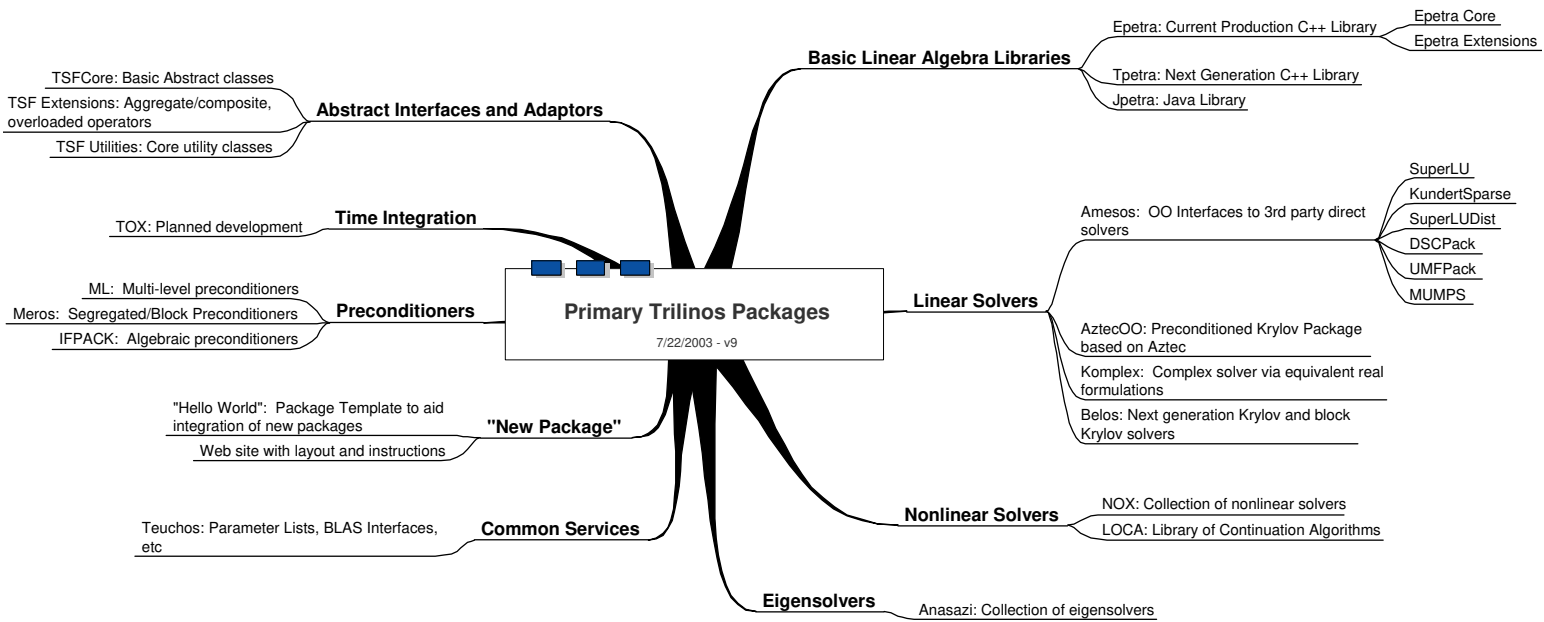 Primary Trilinos Packages
7/22/2003 - v9
Basic Linear Algebra Libraries
Epetra: Current Production C++ Library
Epetra Core
Epetra Extensions
Tpetra: Next Generation C++ Library
Jpetra: Java Library
Linear Solvers
Amesos:  OO Interfaces to 3rd party direct
solvers
SuperLU
KundertSparse
SuperLUDist
DSCPack
UMFPack
MUMPS
AztecOO: Preconditioned Krylov Package
based on Aztec
Komplex:  Complex solver via equivalent real
formulations
Belos: Next generation Krylov and block
Krylov solvers
Nonlinear Solvers
NOX: Collection of nonlinear solvers
LOCA: Library of Continuation Algorithms
Eigensolvers
Anasazi: Collection of eigensolvers
Abstract Interfaces and Adaptors
TSFCore: Basic Abstract classes
TSF Extensions: Aggregate/composite,
overloaded operators
TSF Utilities: Core utility classes
Time Integration
TOX: Planned development
Preconditioners
ML:  Multi-level preconditioners
Meros:  Segregated/Block Preconditioners
IFPACK:  Algebraic preconditioners
"New Package"
"Hello World":  Package Template to aid
integration of new packages
Web site with layout and instructions
Common Services
Teuchos: Parameter Lists, BLAS Interfaces,
etc